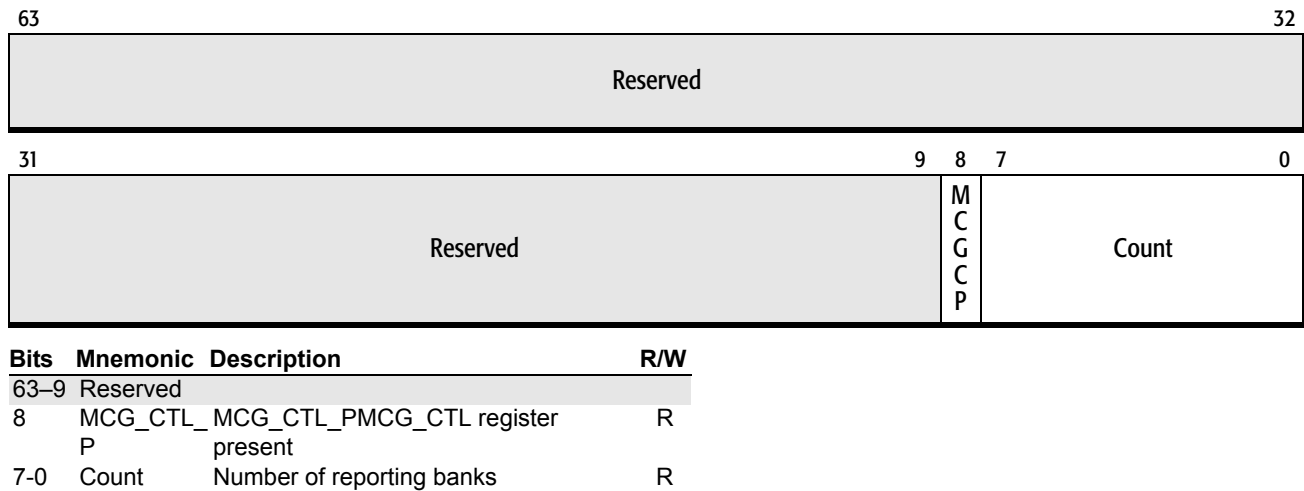 63 32
Reserved
31 9 8 7 0
Reserved
M
C
G
C
P
Count
Bits Mnemonic Description R/W
63–9 Reserved
8 MCG_CTL_ MCG_CTL_PMCG_CTL register R
P present
7-0 Count Number of reporting banks R